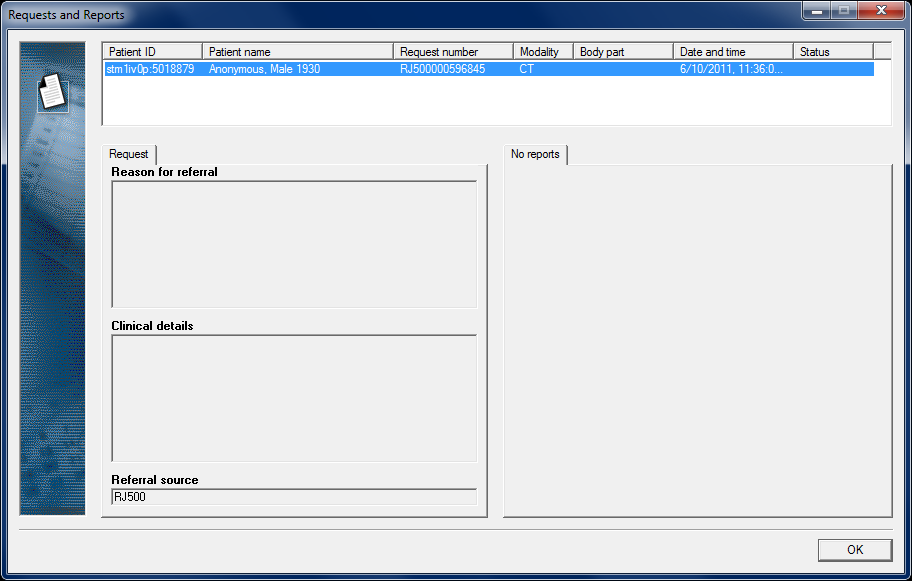 Requests and Reports
Patient ID Patient name Request number Modality Body part Date and time Status
stm1iv0p:5018879 Anonymous, Male 1930 RJ500000596845 CT 6/10/2011, 11:36:0...
Request
Reason for referral
Clinical details
Referral source
RJ500
No reports
OK